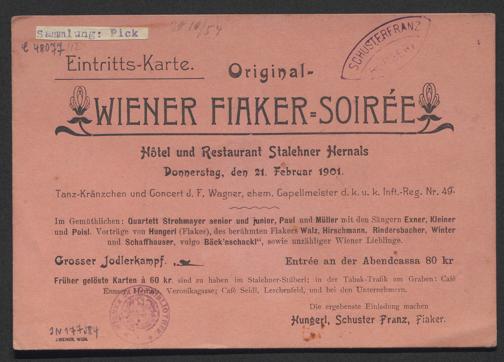 Sammlung: Pick
SCHUSTERFRANZ
HUNGERL
Eintritts-Karte.
Original-
WIENER FIAKER=SOIRÉE
Hôtel und Restaurant Stalehner Hernals
Donnerstag, den 21. Februar 1901.
Tanz-Kränzchen und Concert J. F. Wagner, ehem. Capellmeister d. k. u. k. Inft.-Reg. Nr. 49.
Im Gemüthlichen: Quartett Strohmayer senior und junior, Paul und Müller mit den Sängern Exner, Kleiner
und Poisl. Vorträge von Hungerl (Fiaker), des berühmten Fiakers Walz, Hirschmann, Rindersbacher, Winter
und Schaffhauser, vulgo Bäck'nschackl“, sowie unzähliger Wiener Lieblinge.
Grosser Jodlerkampf.
Entrée an der Abendcassa 80 kr
Früher gelöste Karten à 60 kr. sind zu haben im Stalehner-Stüberl; in der Tabak-Trafik am Graben: Café
Veronikagasse; Café Seidl, Lerchenfeld, und bei den Unternehmern.
Die ergebenste Einladung machen
Hungerl, Schuster Franz, Fiaker.